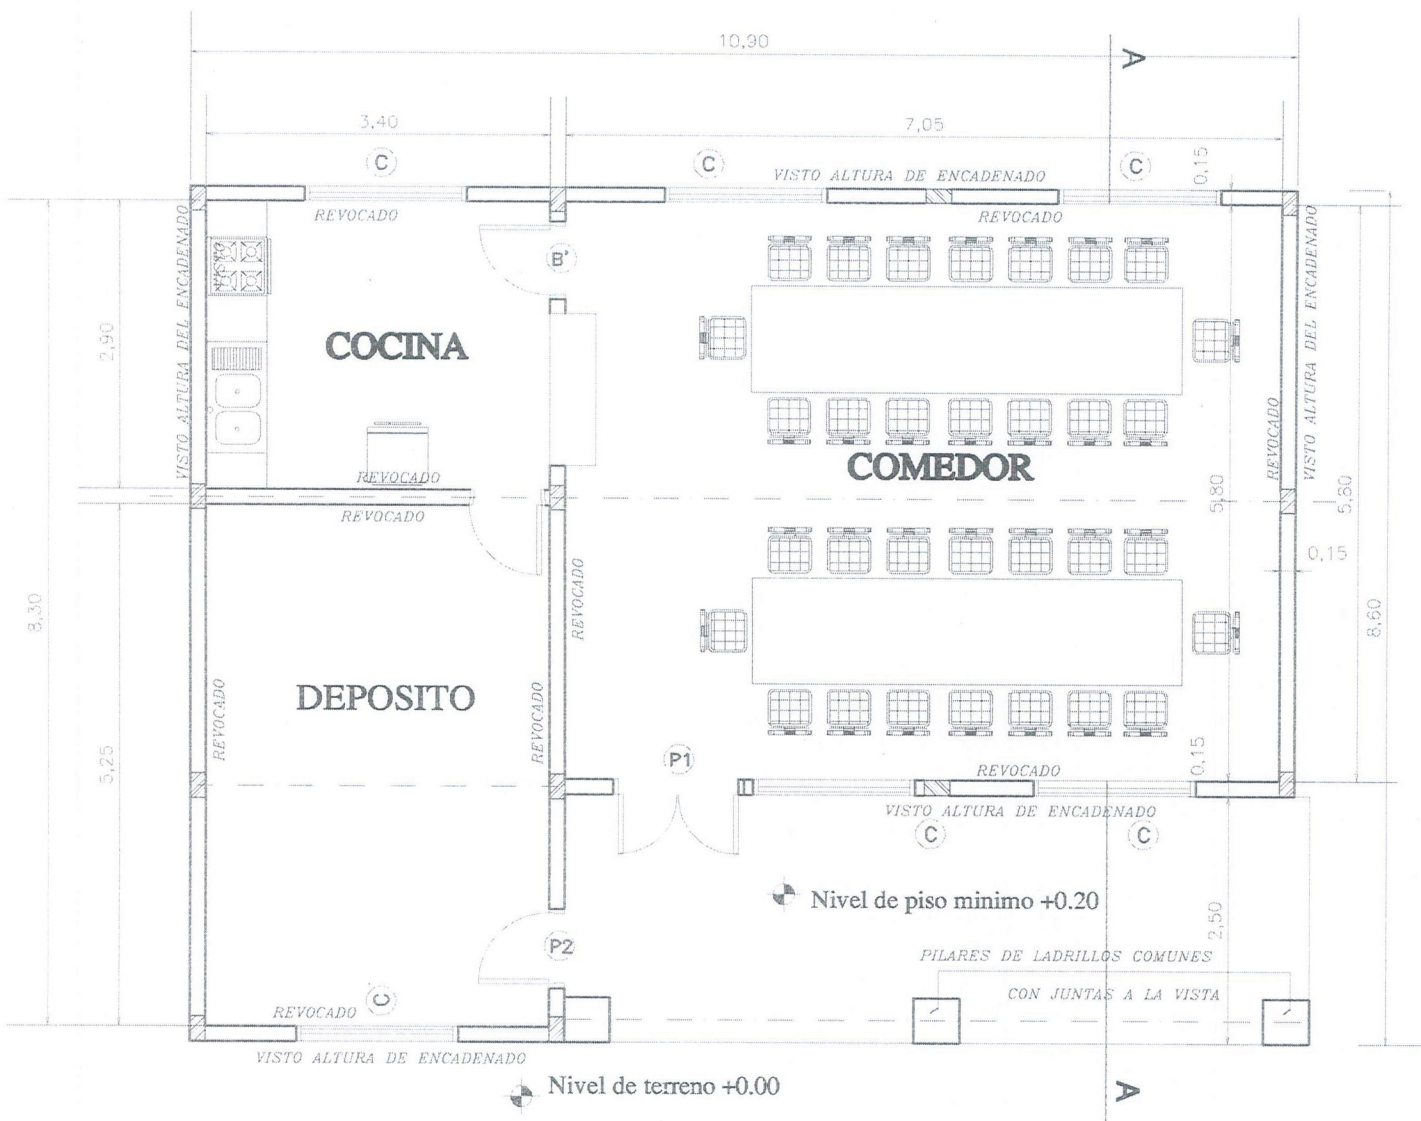 10,90
A
3,40
7,05
C
C
C
0,15
VISTO ALTURA DE ENCADENADO
REVOCADO
REVOCADO
VISTO ALTURA DEL ENCADENADO
VISTO ALTURA DEL ENCADENADO
B'
2,90
COCINA
REVOCADO
COMEDOR
REVOCADO
REVOCADO
5,80
5,80
0,15
REVOCADO
8,30
8,60
DEPOSITO
REVOCADO
REVOCADO
5,25
P1
REVOCADO
0,15
VISTO ALTURA DE ENCADENADO
C
C
Nivel de piso minimo +0.20
2,50
P2
PILARES DE LADRILLOS COMUNES
CON JUNTAS A LA VISTA
C
REVOCADO
VISTO ALTURA DE ENCADENADO
Nivel de terreno +0.00
A